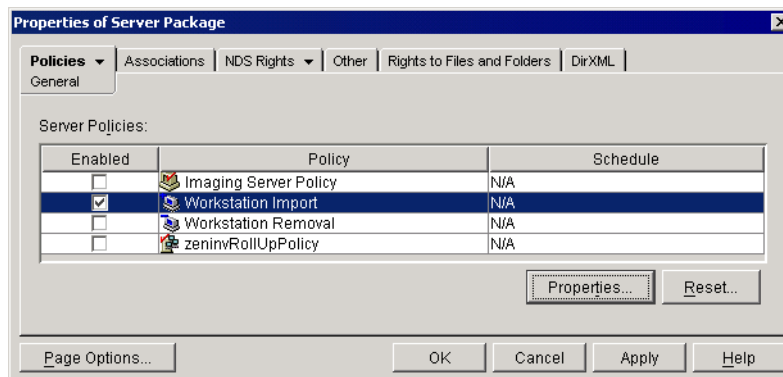 Properties of Server Package
Policies Associations NDS Rights Other Rights to Files and Folders DirXML
General
Server Policies:
Enabled Policy Schedule
Imaging Server Policy N/A
Workstation Import N/A
Workstation Removal N/A
zeninvRollUpPolicy N/A
Properties... Reset...
Page Options... OK Cancel Apply Help